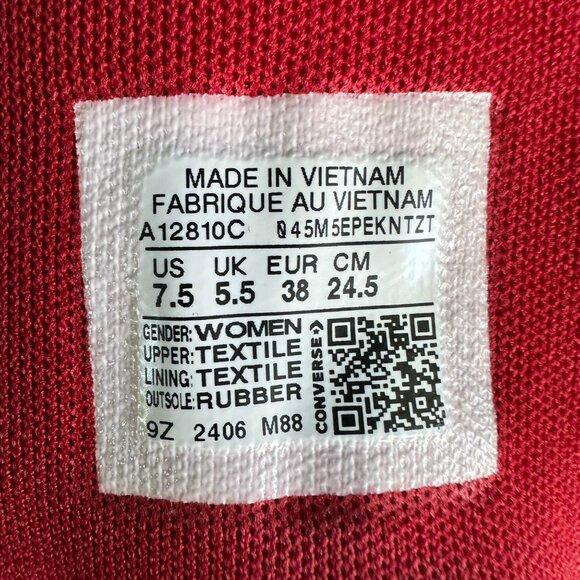 MADE IN VIETNAM
FABRIQUE AU VIETNAM
A12810C 045M5EPEKNTZT
US UK EUR CM
7.5 5.5 38 24.5
GENDER: WOMEN
UPPER: TEXTILE
LINING: TEXTILE
OUTSOLE: RUBBER
CONVERSE
9Z 2406 M88